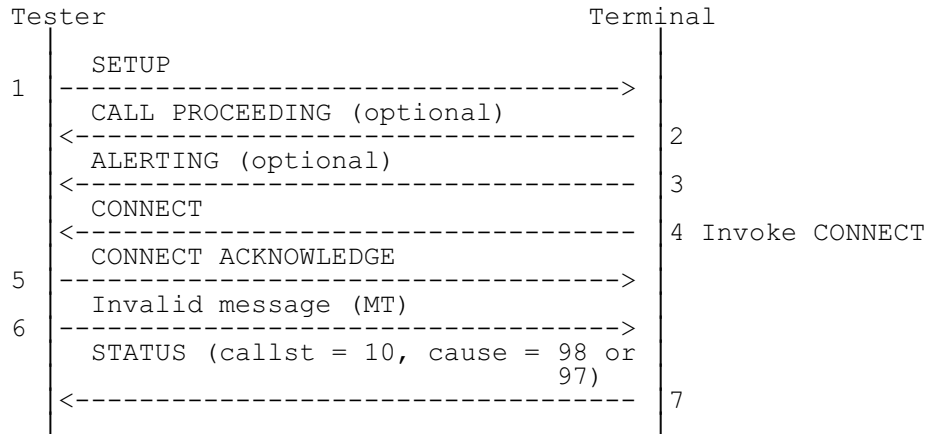 Tester Terminal
SETUP
1
CALL PROCEEDING (optional)
2
ALERTING (optional)
3
CONNECT
4 Invoke CONNECT
CONNECT ACKNOWLEDGE
5
Invalid message (MT)
6
STATUS (callst = 10, cause = 98 or
97)
7